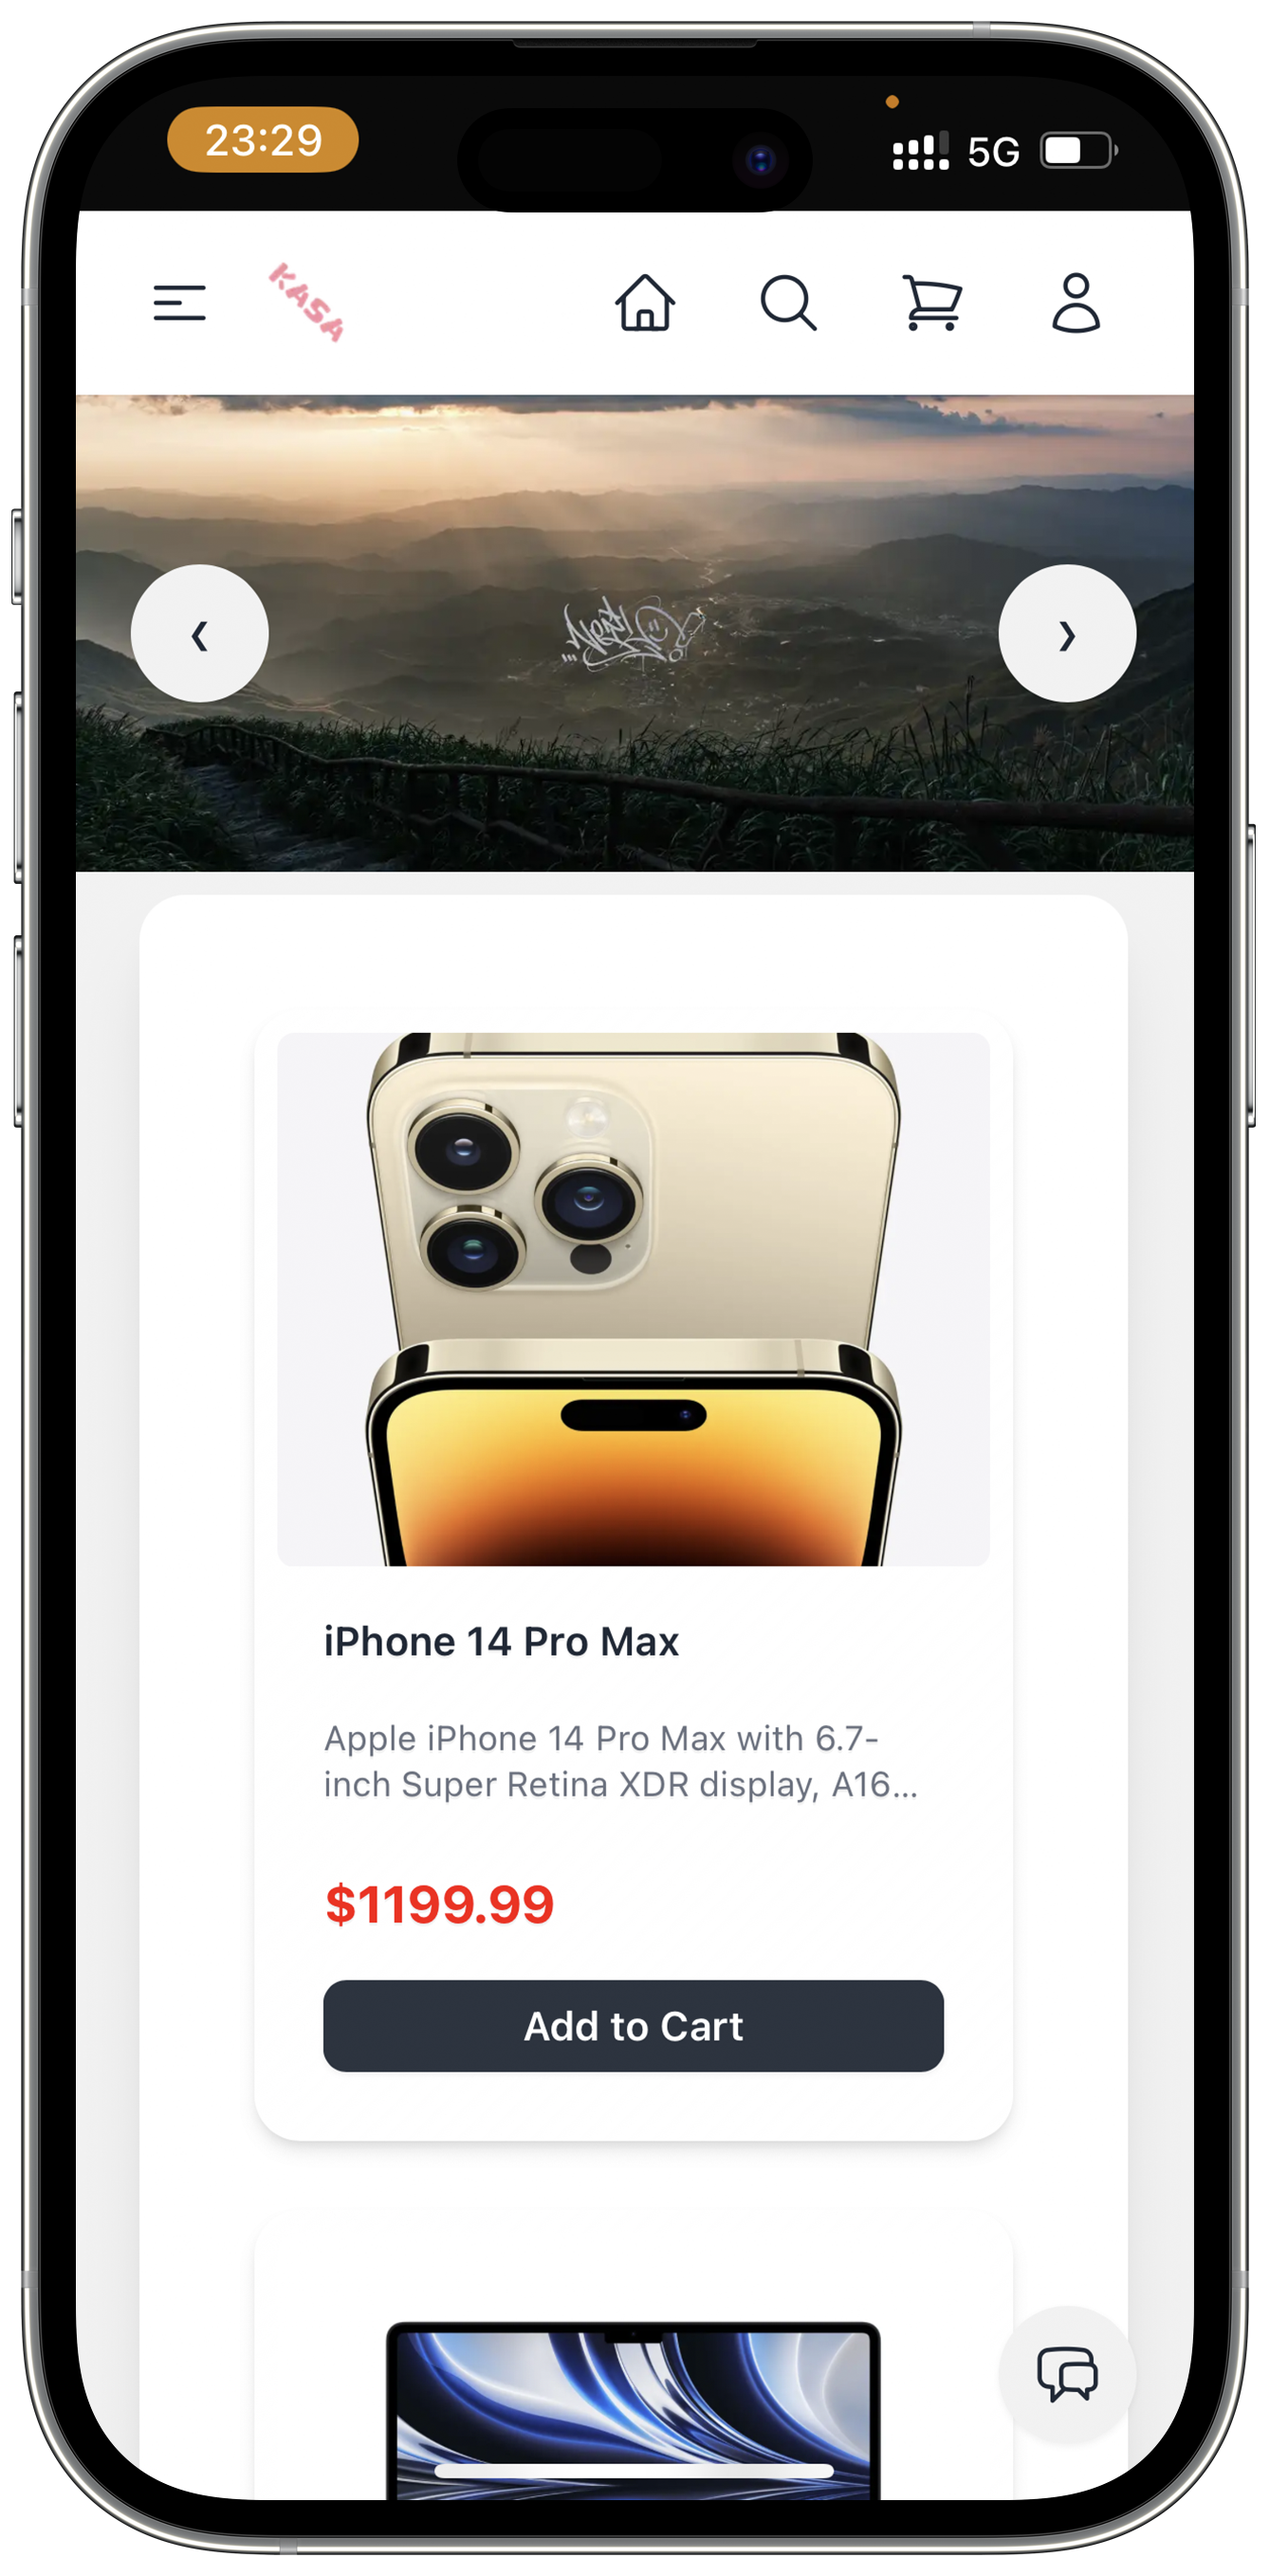 23:29
5G
KASA
❮
❯
iPhone 14 Pro Max
Apple iPhone 14 Pro Max with 6.7-
inch Super Retina XDR display, A16...
$1199.99
Add to Cart